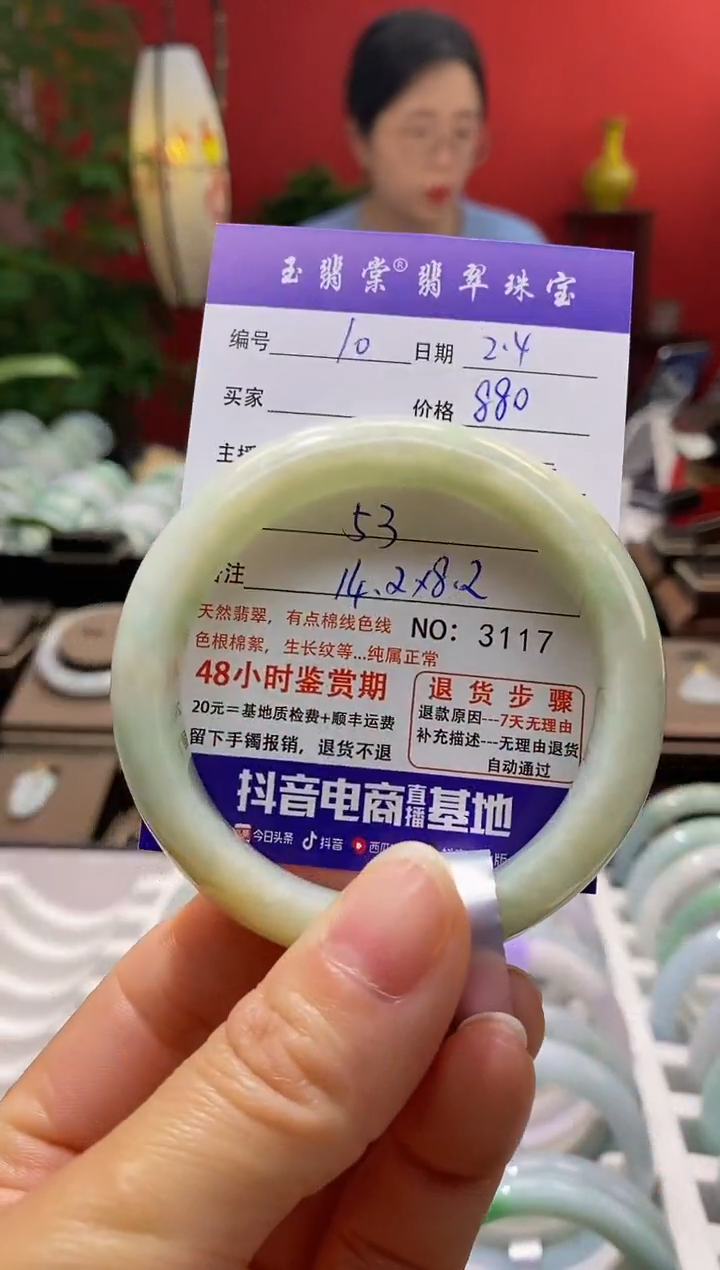 玉翡棠®翡翠珠宝
编号 10 日期 2.4
买家 价格 880
主播
53
备注 14.2x8.2
天然翡翠，有点棉线色线
色根棉絮，生长纹等...纯属正常
NO: 3117
48小时鉴赏期
20元=基地质检费+顺丰运费
留下手镯报销，退货不退
退货步骤
退款原因---7天无理由
补充描述---无理由退货
自动通过
抖音电商直播基地
今日头条 抖音 西瓜